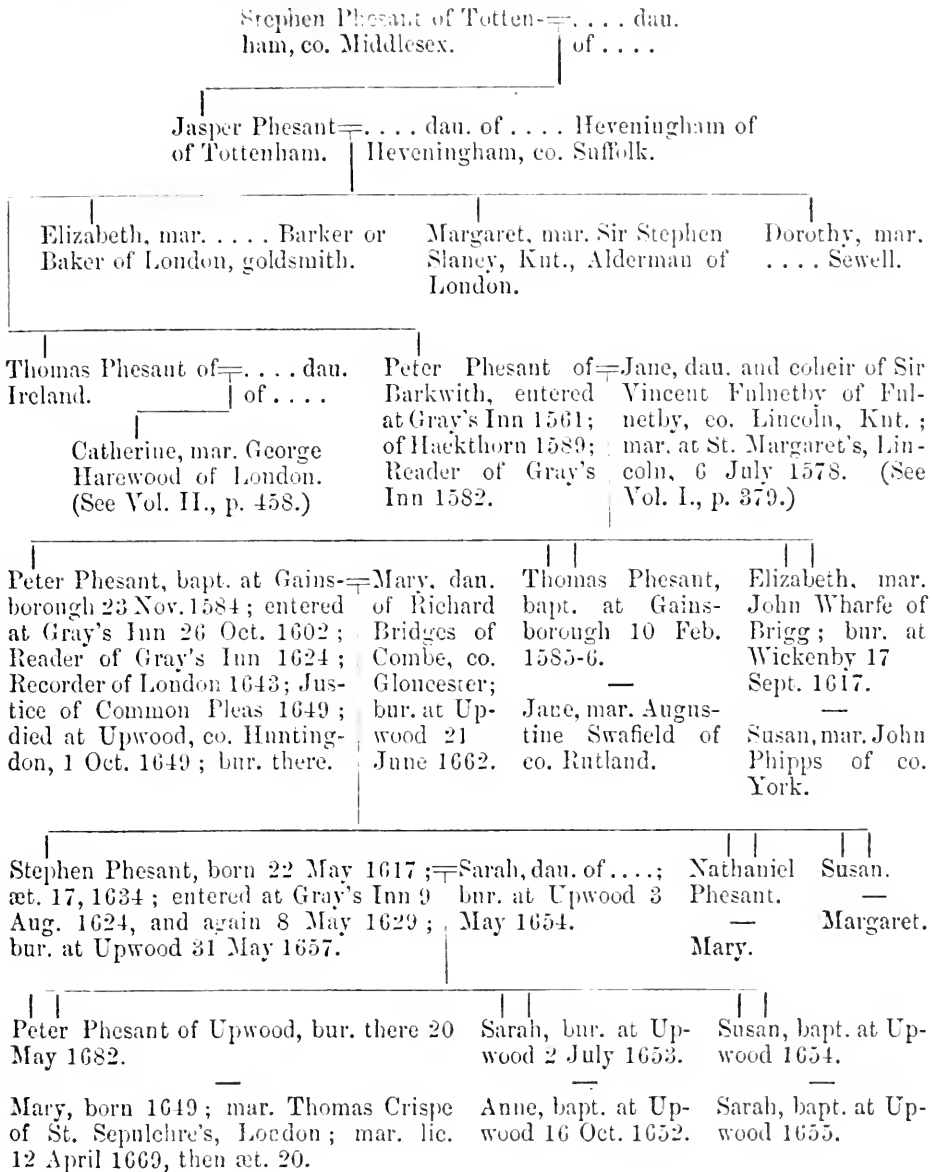 Stephen Phesant of Totten-=. . . . dau.
ham, co. Middlesex. of . . . .
Jasper Phesant=. . . . dau. of . . . . Heveningham of
of Tottenham. Heveningham, co. Suffolk.
Elizabeth, mar. . . . . Barker or
Baker of London, goldsmith.
Margaret, mar. Sir Stephen
Slaney, Knt., Alderman of
London.
Dorothy, mar.
. . . . Sewell.
Thomas Phesant of=. . . . dau.
Ireland. of . . . .
Catherine, mar. George
Harewood of London.
(See Vol. II., p. 458.)
Peter Phesant of=
Barkwith, entered
at Gray's Inn 1561;
of Hackthorn 1589;
Reader of Gray's
Inn 1582.
Jane, dau. and coheir of Sir
Vincent Fulnetby of Ful-
netby, co. Lincoln, Knt.;
mar. at St. Margaret's, Lin-
coln, 6 July 1578. (See
Vol. I., p. 379.)
Peter Phesant, bapt. at Gains-=
borough 23 Nov. 1584; entered
at Gray's Inn 26 Oct. 1602;
Reader of Gray's Inn 1624;
Recorder of London 1643; Jus-
tice of Common Pleas 1649;
died at Upwood, co. Hunting-
don, 1 Oct. 1649; bur. there.
Mary, dau.
of Richard
Bridges of
Combe, co.
Gloucester;
bur. at Up-
wood 21
June 1662.
Thomas Phesant,
bapt. at Gains-
borough 10 Feb.
1585-6.
—
Jane, mar. Augus-
tine Swafield of
co. Rutland.
Elizabeth, mar.
John Wharfe of
Brigg; bur. at
Wickenby 17
Sept. 1617.
—
Susan, mar. John
Phipps of co.
York.
Stephen Phesant, born 22 May 1617;=
æt. 17, 1634; entered at Gray's Inn 9
Aug. 1624, and again 8 May 1629;
bur. at Upwood 31 May 1657.
Sarah, dau. of . . . .;
bur. at Upwood 3
May 1654.
Nathaniel
Phesant.
—
Mary.
Susan.
—
Margaret.
Peter Phesant of Upwood, bur. there 20
May 1682.
—
Mary, born 1649; mar. Thomas Crispe
of St. Sepulchre's, London; mar. lic.
12 April 1669, then æt. 20.
Sarah, bur. at Up-
wood 2 July 1653.
—
Anne, bapt. at Up-
wood 16 Oct. 1652.
Susan, bapt. at Up-
wood 1654.
—
Sarah, bapt. at Up-
wood 1655.